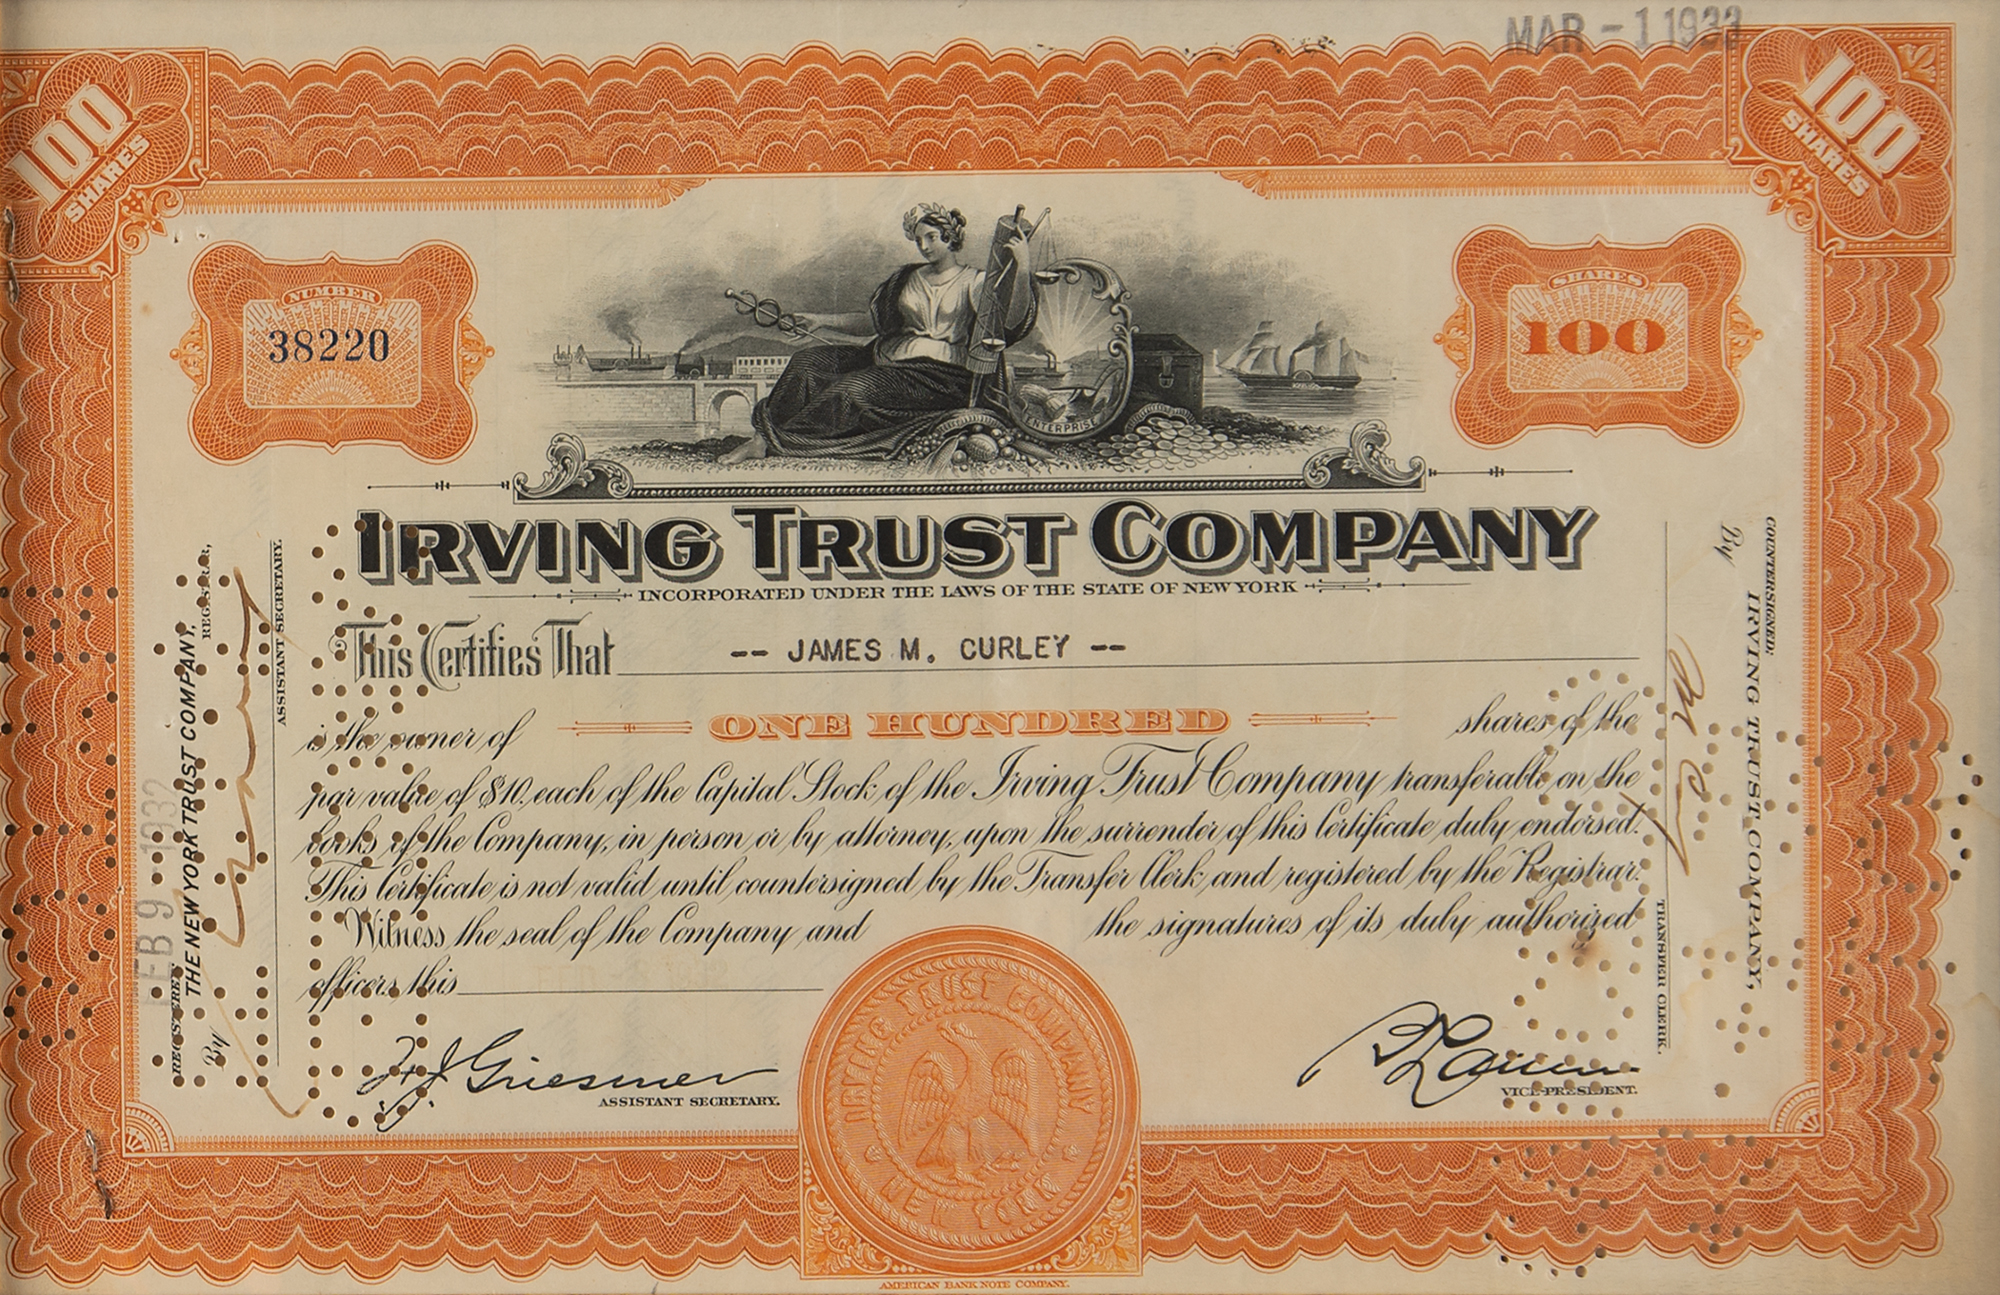 MAR - 1 1933
100 SHARES
100 SHARES
NUMBER
38220
SHARES
100
ENTERPRISE
IRVING TRUST COMPANY
INCORPORATED UNDER THE LAWS OF THE STATE OF NEW YORK
This Certifies That -- JAMES M. CURLEY --
is the owner of ONE HUNDRED shares of the
par value of $10. each of the Capital Stock of the Irving Trust Company transferable on the
books of the Company, in person or by attorney, upon the surrender of this Certificate duly endorsed.
This Certificate is not valid until countersigned by the Transfer Clerk and registered by the Registrar.
Witness the seal of the Company and the signatures of its duly authorized
officers this
ASSISTANT SECRETARY.
VICE-PRESIDENT.
IRVING TRUST COMPANY
NEW YORK
AMERICAN BANK NOTE COMPANY.
FEB 9 1932
REGISTERED:
THE NEW YORK TRUST COMPANY,
REGISTRAR,
By
ASSISTANT SECRETARY.
COUNTERSIGNED:
IRVING TRUST COMPANY,
By
TRANSFER CLERK.